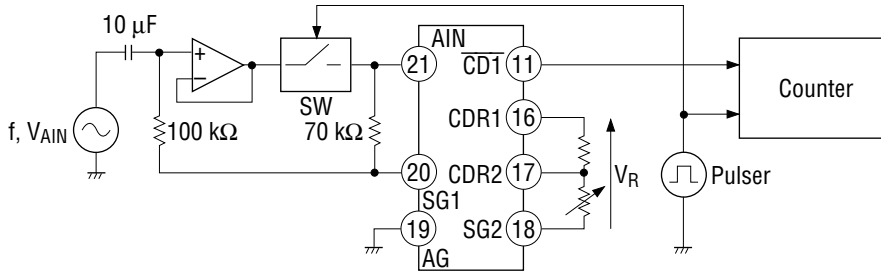 10 µF
AIN
21
CD1
11
Counter
SW
f, VAIN
100 kΩ
70 kΩ
CDR1
16
20
SG1
CDR2
17
VR
Pulser
19
AG
SG2
18